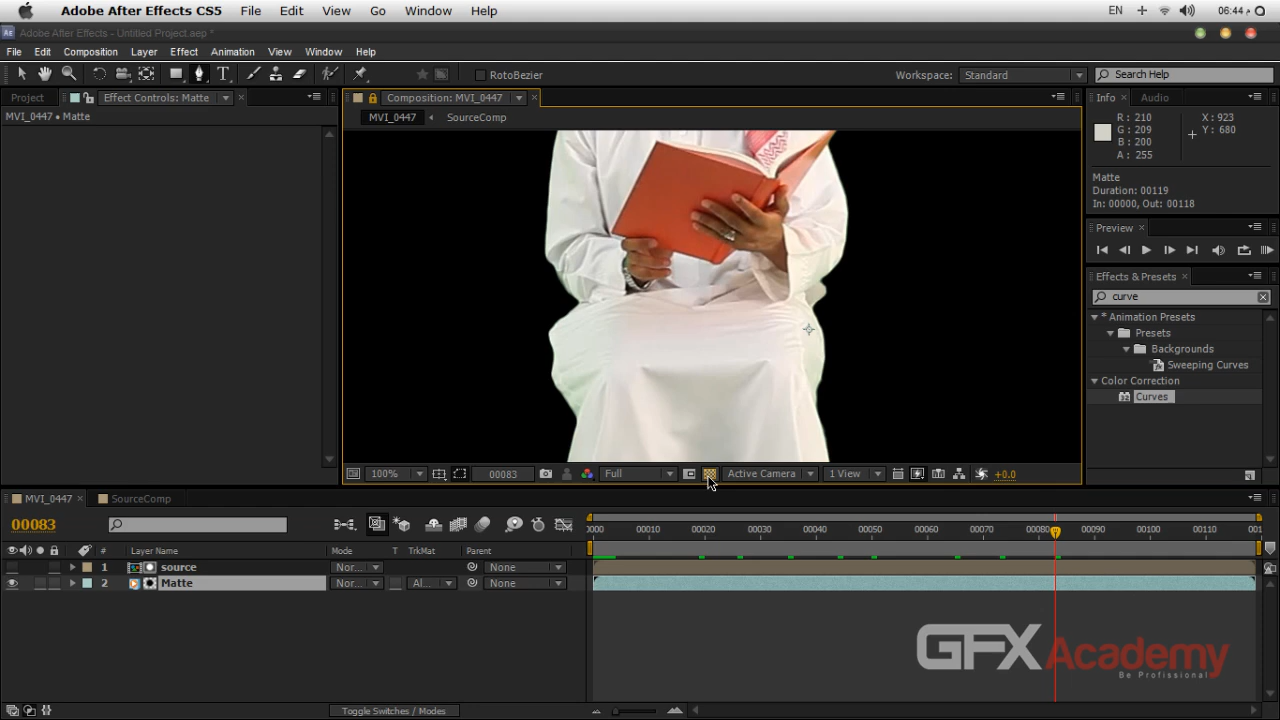 Adobe After Effects CS5 File Edit View Go Window Help EN 06:44 م
Adobe After Effects - Untitled Project.aep *
File Edit Composition Layer Effect Animation View Window Help
RotoBezier Workspace: Standard Search Help
Project Effect Controls: Matte Composition: MVI_0447 Info Audio
MVI_0447 • Matte MVI_0447 SourceComp
R: 210 X: 923
G: 209 Y: 680
B: 200
A: 255
Matte
Duration: 00119
In: 00000, Out: 00118
Preview
Effects & Presets
curve
* Animation Presets
Presets
Backgrounds
Sweeping Curves
Color Correction
Curves
100% 00083 Full Active Camera 1 View +0.0
MVI_0447 SourceComp
00083
0000 00010 00020 00030 00040 00050 00060 00070 00080 00090 00100 00110 001
# Layer Name Mode T TrkMat Parent
1 source Nor... None
2 Matte Nor... Al... None
GFX Academy
Be Profissional
Toggle Switches / Modes